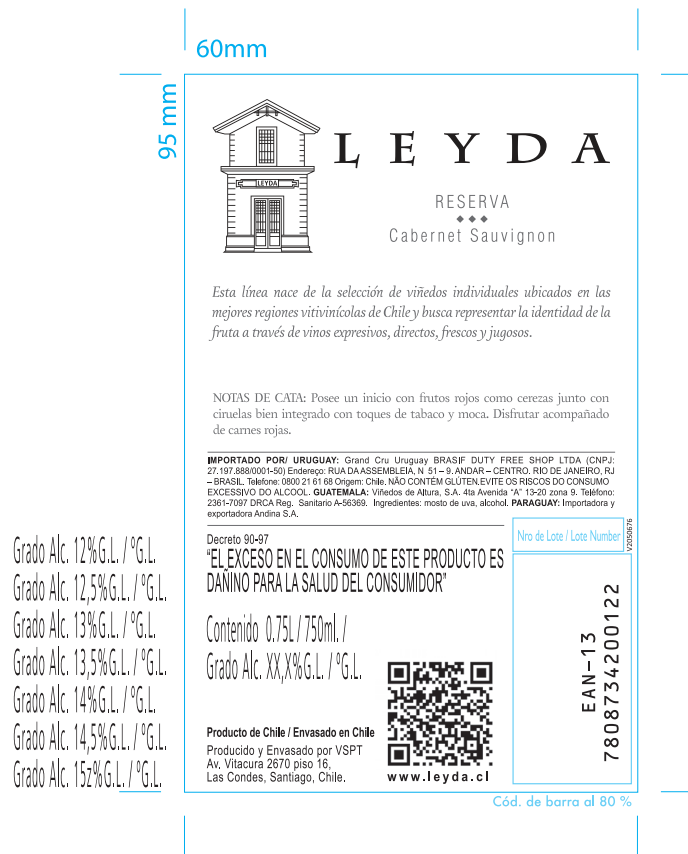 60mm
95 mm
LEYDA
LEYDA
RESERVA
Cabernet Sauvignon
Esta línea nace de la selección de viñedos individuales ubicados en las
mejores regiones vitivinícolas de Chile y busca representar la identidad de la
fruta a través de vinos expresivos, directos, frescos y jugosos.
NOTAS DE CATA: Posee un inicio con frutos rojos como cerezas junto con
ciruelas bien integrado con toques de tabaco y moca. Disfrutar acompañado
de carnes rojas.
IMPORTADO POR/ URUGUAY: Grand Cru Uruguay BRASIF DUTY FREE SHOP LTDA (CNPJ:
27.197.888/0001-50) Endereço: RUA DA ASSEMBLEIA, N 51 – 9. ANDAR – CENTRO. RIO DE JANEIRO, RJ
– BRASIL. Telefone: 0800 21 61 68 Origem: Chile. NÃO CONTÉM GLÚTEN.EVITE OS RISCOS DO CONSUMO
EXCESSIVO DO ALCOOL. GUATEMALA: Viñedos de Altura, S.A. 4ta Avenida "A" 13-20 zona 9. Teléfono:
2361-7097 DRCA Reg. Sanitario A-56369. Ingredientes: mosto de uva, alcohol. PARAGUAY: Importadora y
exportadora Andina S.A.
Decreto 90-97
"EL EXCESO EN EL CONSUMO DE ESTE PRODUCTO ES
DAÑINO PARA LA SALUD DEL CONSUMIDOR"
Contenido 0.75L / 750ml. /
Grado Alc. XX,X%G.L. / ºG.L.
Producto de Chile / Envasado en Chile
Producido y Envasado por VSPT
Av. Vitacura 2670 piso 16,
Las Condes, Santiago, Chile.
www.leyda.cl
Nro de Lote / Lote Number
V2050676
EAN-13
7808734200122
Cód. de barra al 80 %
Grado Alc. 12%G.L. / ºG.L.
Grado Alc. 12,5%G.L. / ºG.L.
Grado Alc. 13%G.L. / ºG.L.
Grado Alc. 13,5%G.L. / ºG.L.
Grado Alc. 14%G.L. / ºG.L.
Grado Alc. 14,5%G.L. / ºG.L.
Grado Alc. 15z%G.L. / ºG.L.